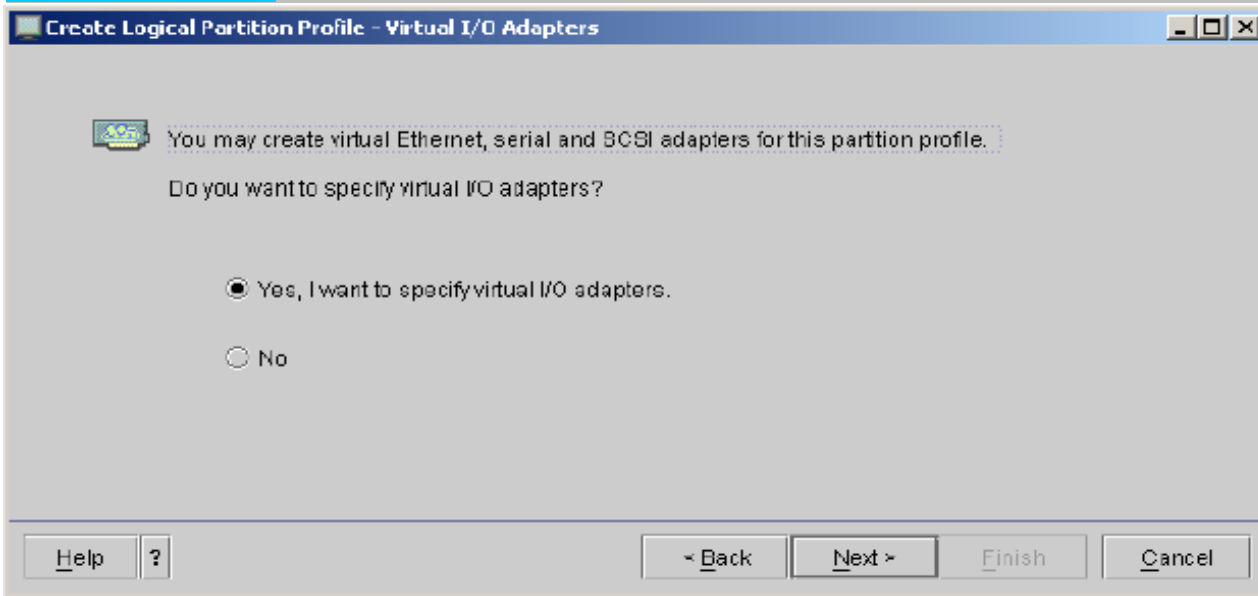 Create Logical Partition Profile - Virtual I/O Adapters
You may create virtual Ethernet, serial and SCSI adapters for this partition profile.
Do you want to specify virtual I/O adapters?
Yes, I want to specify virtual I/O adapters.
No
Help ? < Back Next > Finish Cancel